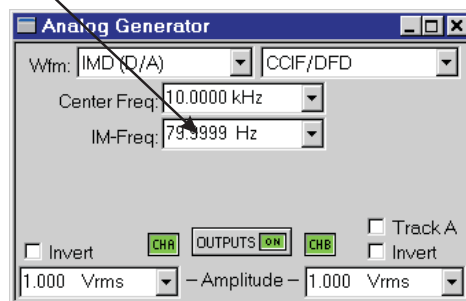 Analog Generator
Wfm: IMD (D/A) CCIF/DFD
Center Freq: 10.0000 kHz
IM-Freq: 79.9999 Hz
Track A
Invert CHA OUTPUTS ON CHB Invert
1.000 Vrms – Amplitude – 1.000 Vrms